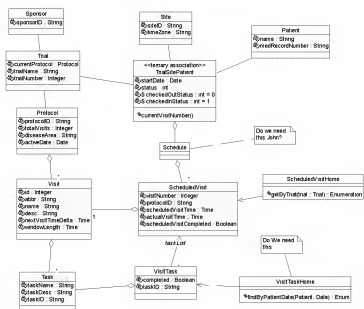 Sponsor
sponsorID : String
Site
siteID : String
timeZone : String
Patient
name : String
medRecordNumber : String
Trial
currentProtocol : Protocol
trialName : String
trialNumber : Integer
<<ternary association>>
TrialSitePatient
startDate : Date
status : int
$ checkedOutStatus : int = 0
$ checkedInStatus : int = 1
currentVisitNumber()
Protocol
protocolID : String
totalVisits : Integer
diseaseArea : String
activeDate : Date
Schedule
Do we need
this John?
Visit
id : Integer
abbr : String
name : String
desc : String
nextVisitTimeDelta : Time
windowLength : Time
1
ScheduledVisit
visitNumber : Integer
protocolID : String
scheduledVisitTime : Time
actualVisitTime : Time
scheduledVisitCompleted : Boolean
ScheduledVisitHome
getByTrial(trial : Trial) : Enumeration
taskList
Do We need
this
Task
taskName : String
taskDesc : String
taskID : String
VisitTask
completed : Boolean
taskID : String
VisitTaskHome
findByPatientDate(Patient, Date) : Enum